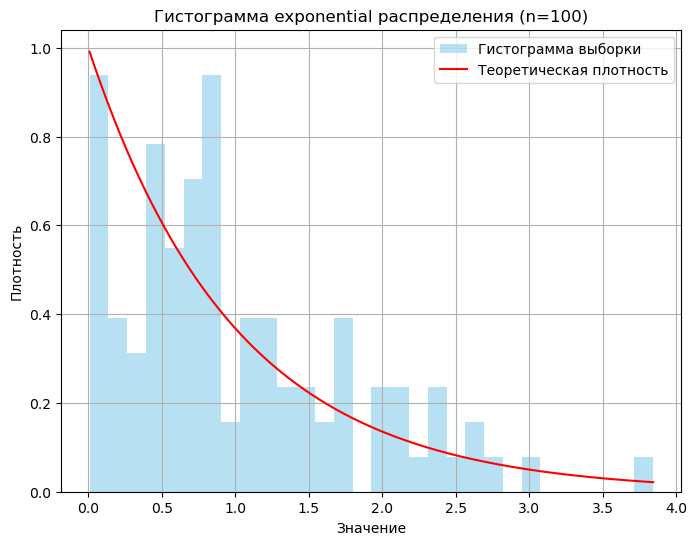 Гистограмма exponential распределения (n=100)
Гистограмма выборки
Теоретическая плотность
Плотность
1.0
0.8
0.6
0.4
0.2
0.0
0.0 0.5 1.0 1.5 2.0 2.5 3.0 3.5 4.0
Значение